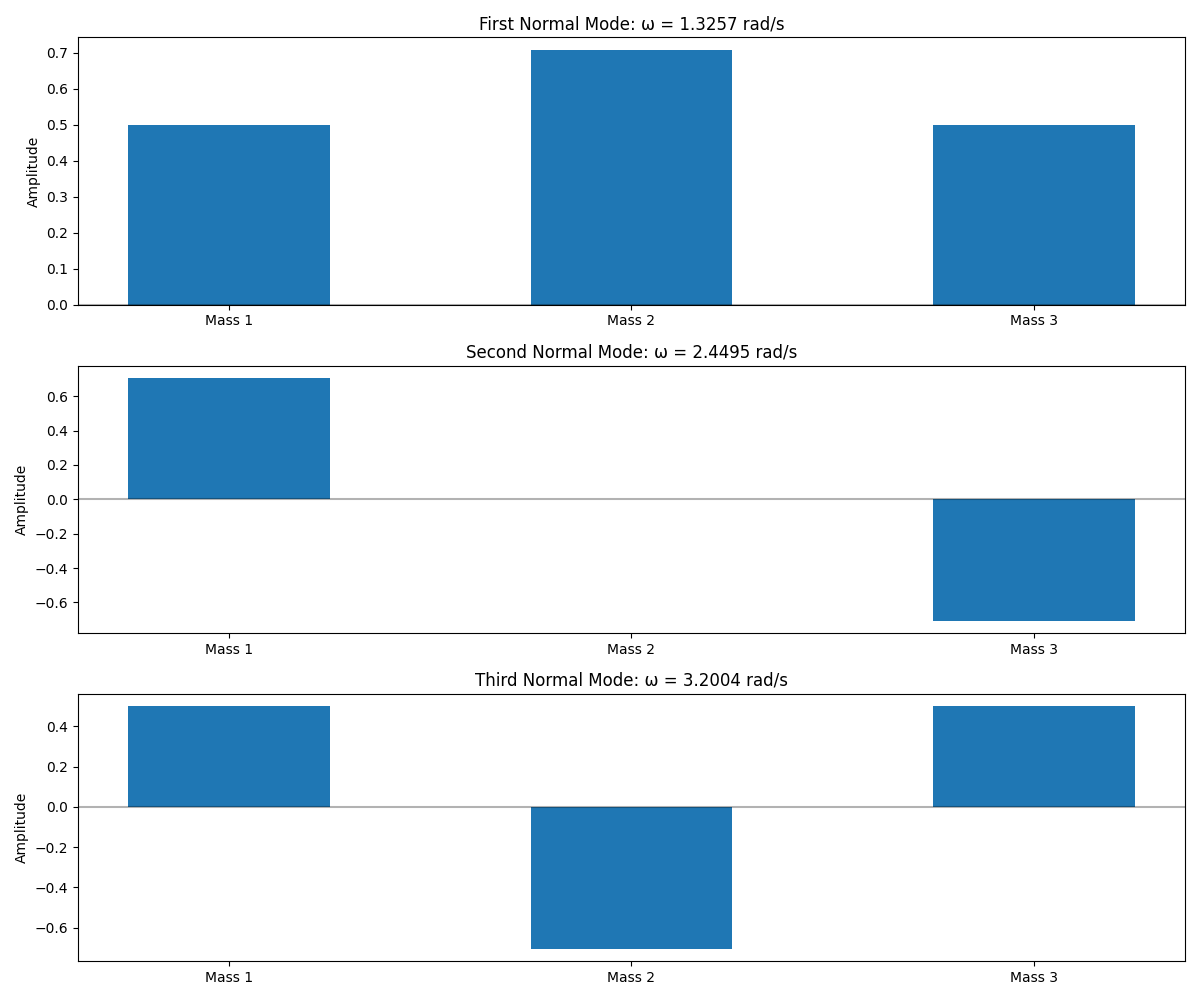 First Normal Mode: ω = 1.3257 rad/s
Amplitude
0.7
0.6
0.5
0.4
0.3
0.2
0.1
0.0
Mass 1 Mass 2 Mass 3
Second Normal Mode: ω = 2.4495 rad/s
Amplitude
0.6
0.4
0.2
0.0
−0.2
−0.4
−0.6
Mass 1 Mass 2 Mass 3
Third Normal Mode: ω = 3.2004 rad/s
Amplitude
0.4
0.2
0.0
−0.2
−0.4
−0.6
Mass 1 Mass 2 Mass 3